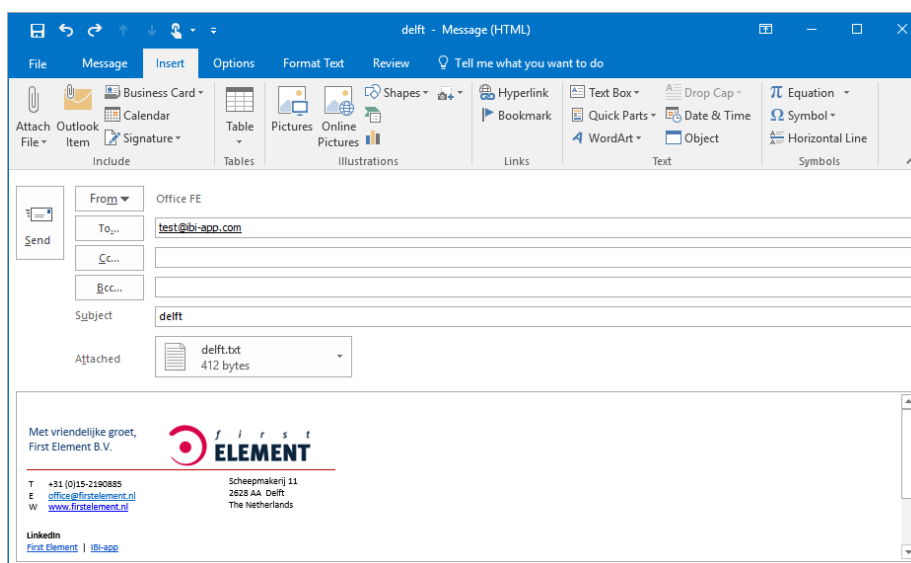 delft - Message (HTML)
File Message Insert Options Format Text Review Tell me what you want to do
Attach File
Outlook Item
Business Card
Calendar
Signature
Include
Table
Tables
Pictures
Online Pictures
Shapes
Illustrations
Hyperlink
Bookmark
Links
Text Box
Quick Parts
WordArt
Drop Cap
Date & Time
Object
Text
π Equation
Ω Symbol
Horizontal Line
Symbols
Send
From Office FE
To... test@ibi-app.com
Cc...
Bcc...
Subject delft
Attached delft.txt
412 bytes
Met vriendelijke groet,
First Element B.V.
first
ELEMENT
T +31 (0)15-2190885
E office@firstelement.nl
W www.firstelement.nl
Scheepmakerij 11
2628 AA Delft
The Netherlands
LinkedIn
First Element | IBI-app